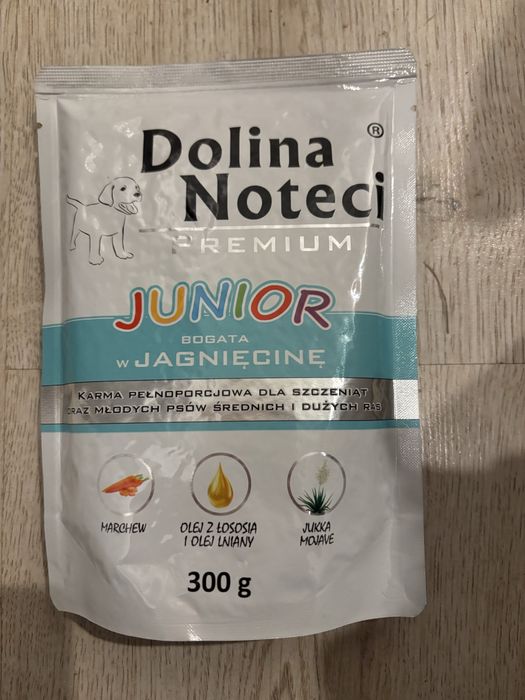 Dolina ®
Noteci
PREMIUM
JUNIOR
BOGATA
W JAGNIĘCINĘ
KARMA PEŁNOPORCJOWA DLA SZCZENIĄT
ORAZ MŁODYCH PSÓW ŚREDNICH I DUŻYCH RAS
MARCHEW
OLEJ Z ŁOSOSIA
I OLEJ LNIANY
JUKKA
MOJAVE
300 g